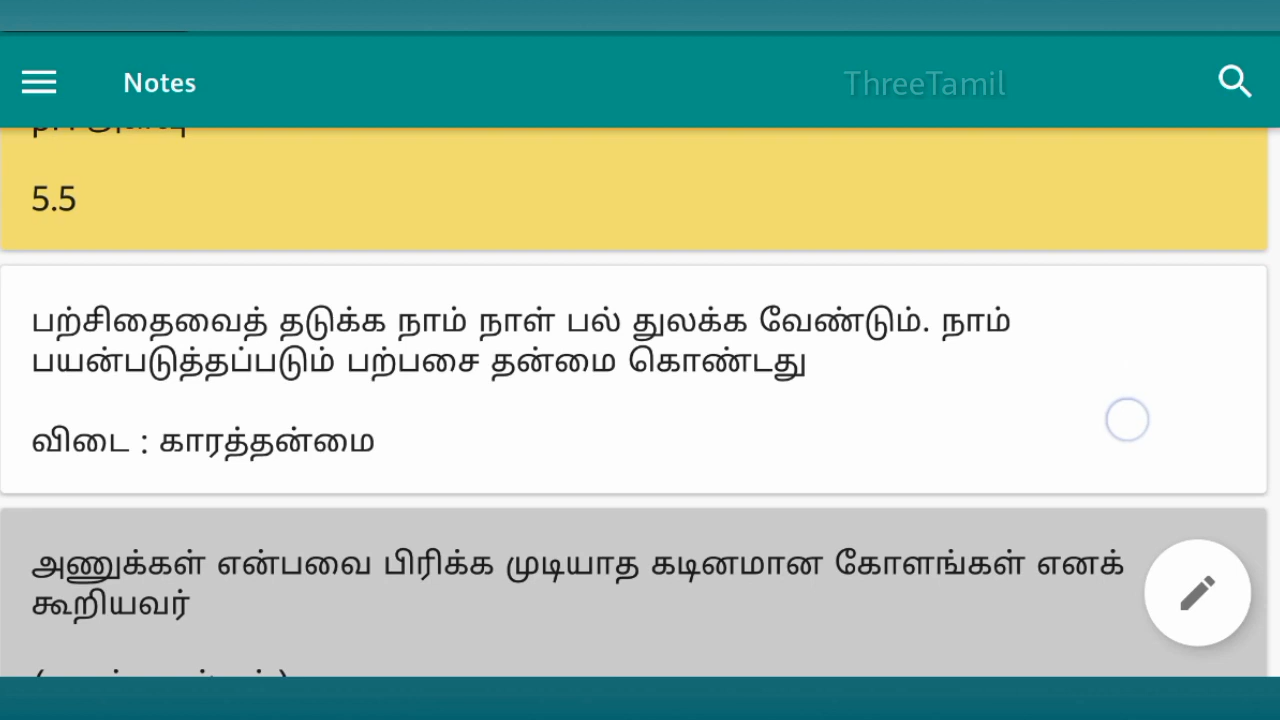 Notes
ThreeTamil
5.5
பற்சிதைவைத் தடுக்க நாம் நாள் பல் துலக்க வேண்டும். நாம்
பயன்படுத்தப்படும் பற்பசை தன்மை கொண்டது
விடை : காரத்தன்மை
அணுக்கள் என்பவை பிரிக்க முடியாத கடினமான கோளங்கள் எனக்
கூறியவர்